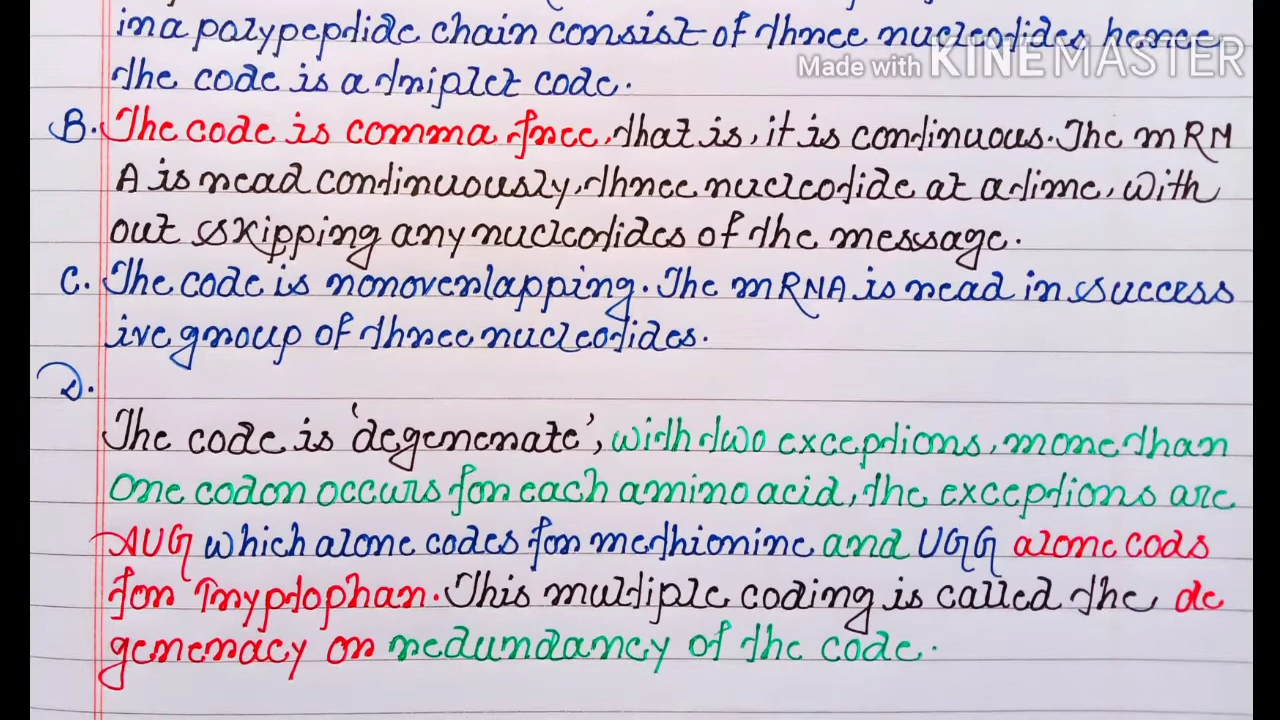 in a polypeptide chain consist of three nucleotides hence
the code is a triplet code.
Made with KINEMASTER
B. The code is comma free, that is, it is continuous. The mRN
A is read continuously, three nucleotide at a time, with
out skipping any nucleotides of the message.
C. The code is nonoverlapping. The mRNA is read in success
ive group of three nucleotides.
D.
The code is 'degenerate', with two exceptions, more than
one codon occurs for each amino acid, the exceptions are
AUG which alone codes for methionine and UGG alone cods
for Tryptophan. This multiple coding is called the de
generacy or redundancy of the code.